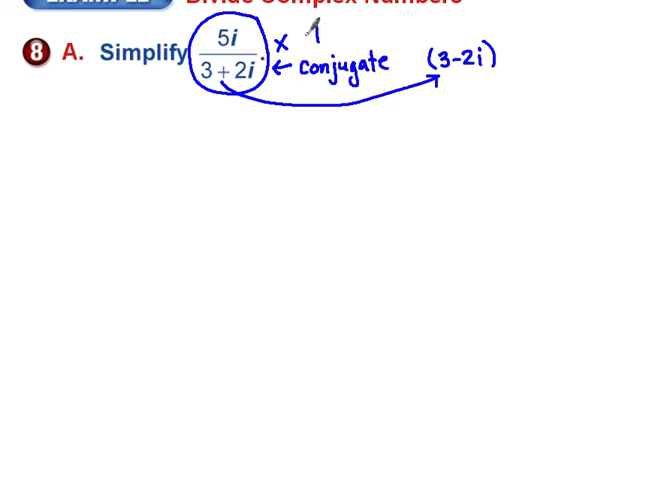 Divide Complex Numbers
8 A. Simplify 5i / 3 + 2i . × 1
← conjugate (3-2i)